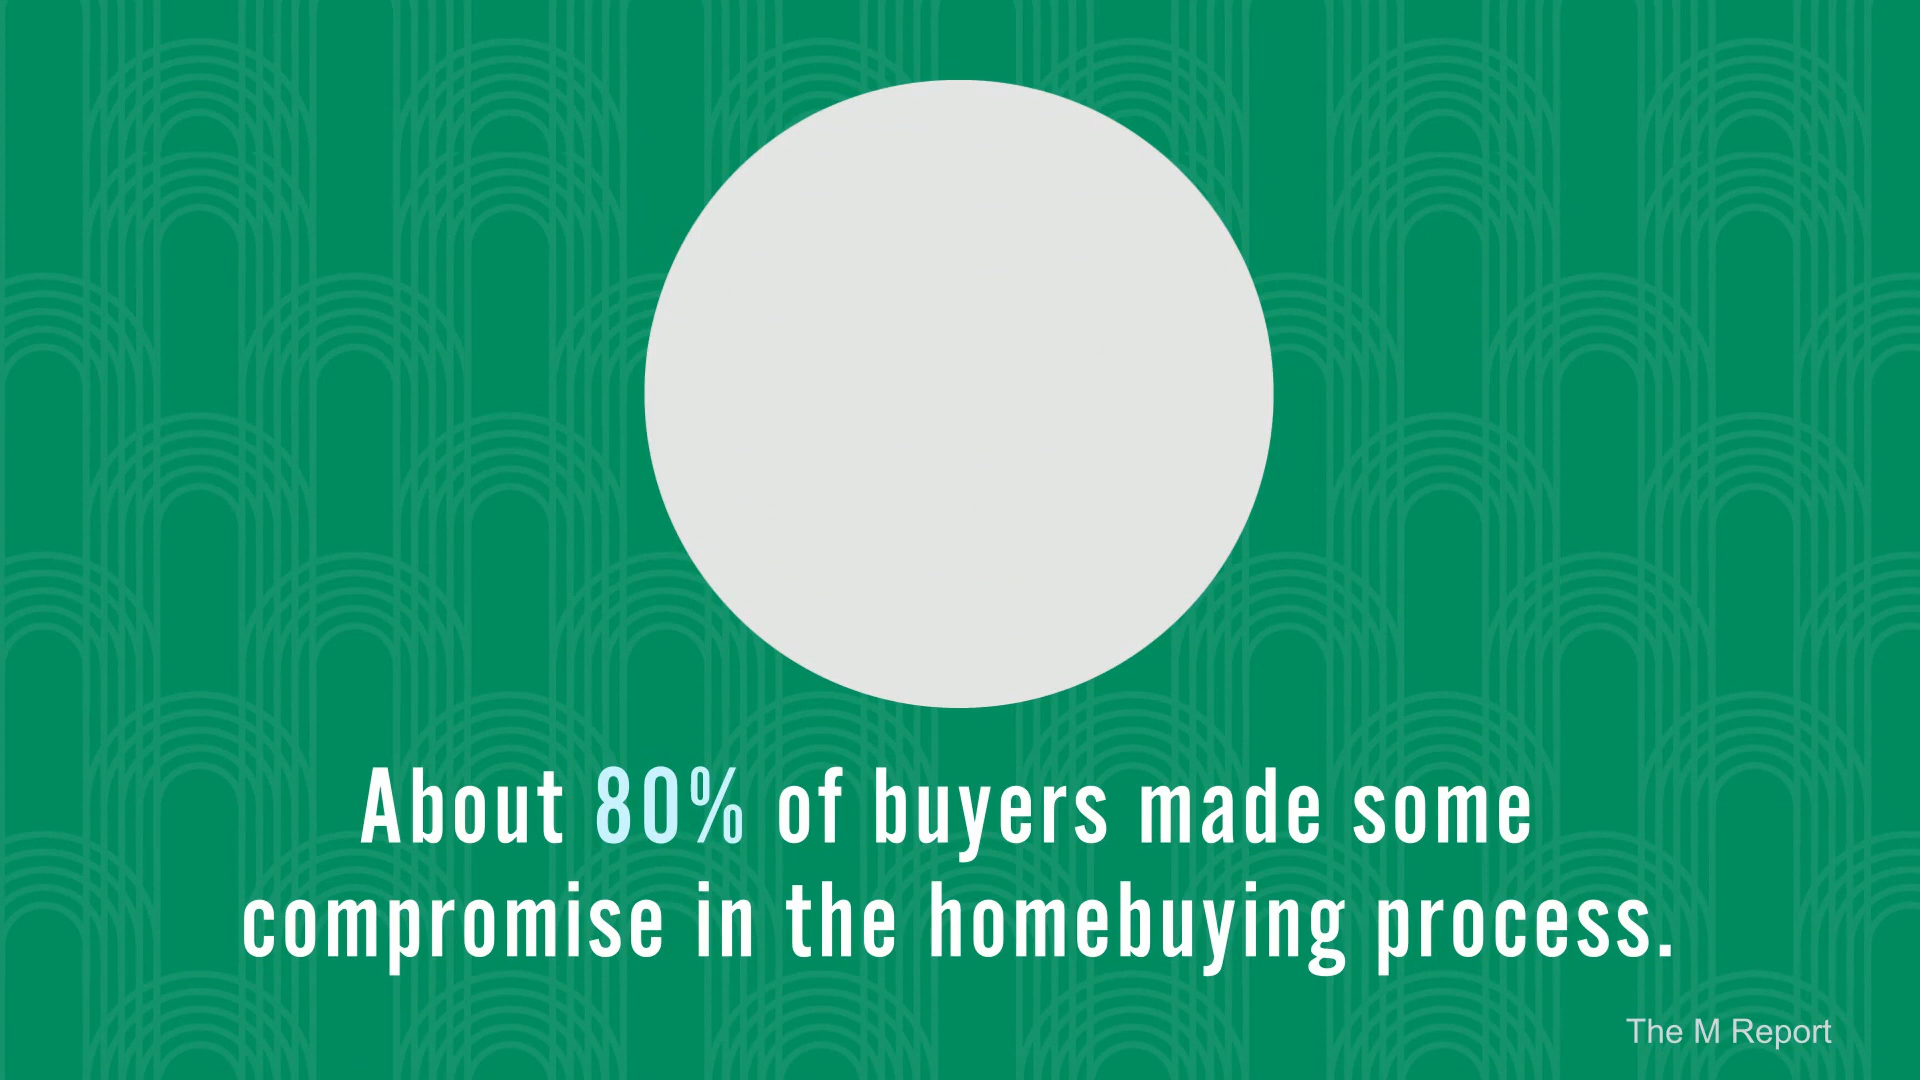 About 80% of buyers made some
compromise in the homebuying process.
The M Report